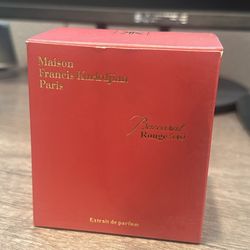 Maison
Francis Kurkdjian
Paris
Baccarat
Rouge 540
Extrait de parfum